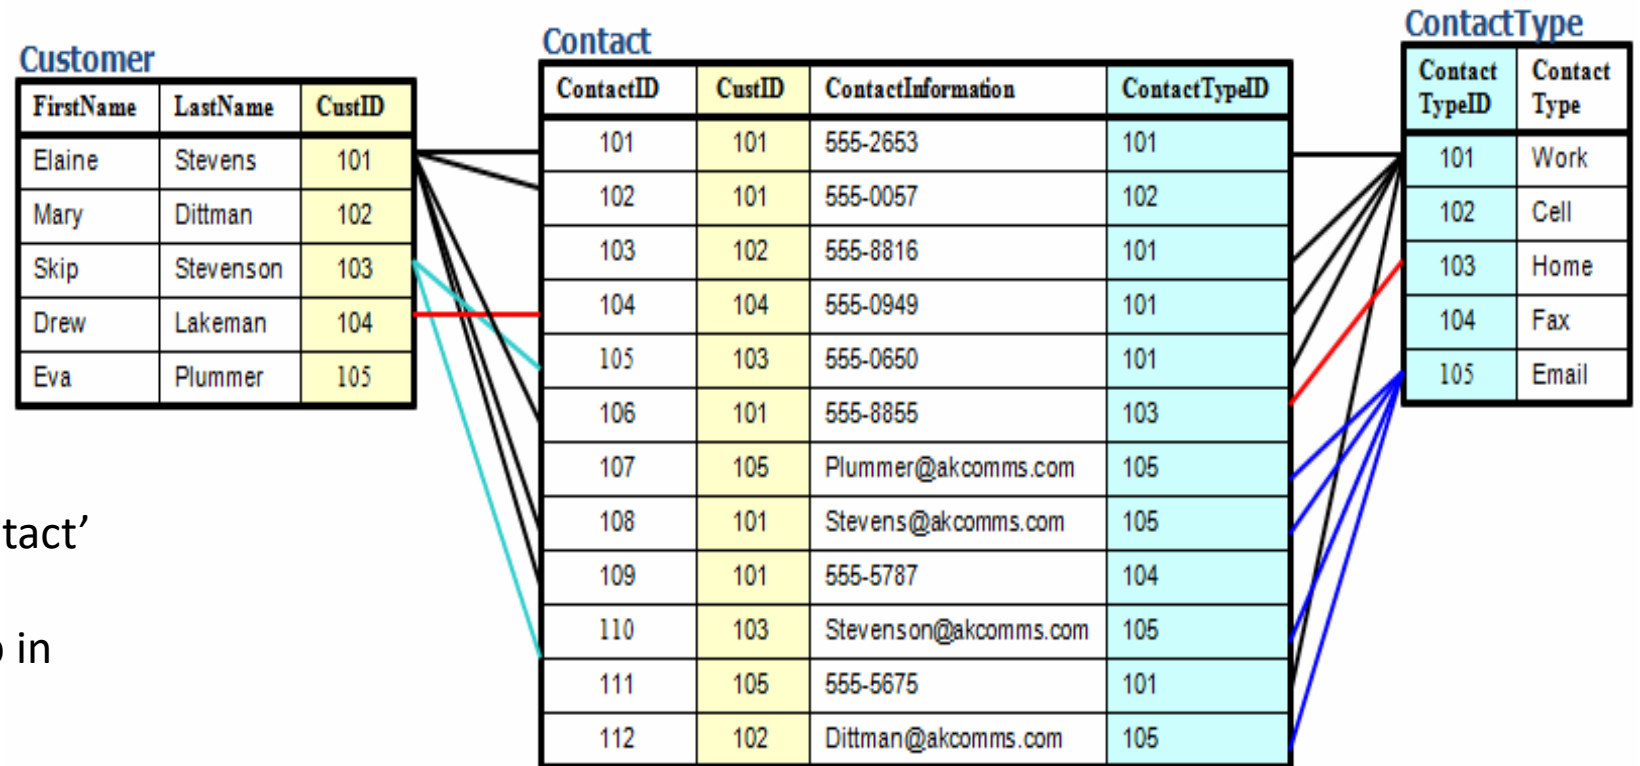 Customer
FirstName LastName CustID
Elaine Stevens 101
Mary Dittman 102
Skip Stevenson 103
Drew Lakeman 104
Eva Plummer 105
tact’
in
Contact
ContactID CustID ContactInformation ContactTypeID
101 101 555-2653 101
102 101 555-0057 102
103 102 555-8816 101
104 104 555-0949 101
105 103 555-0650 101
106 101 555-8855 103
107 105 Plummer@akcomms.com 105
108 101 Stevens@akcomms.com 105
109 101 555-5787 104
110 103 Stevenson@akcomms.com 105
111 105 555-5675 101
112 102 Dittman@akcomms.com 105
ContactType
Contact Contact
TypeID Type
101 Work
102 Cell
103 Home
104 Fax
105 Email